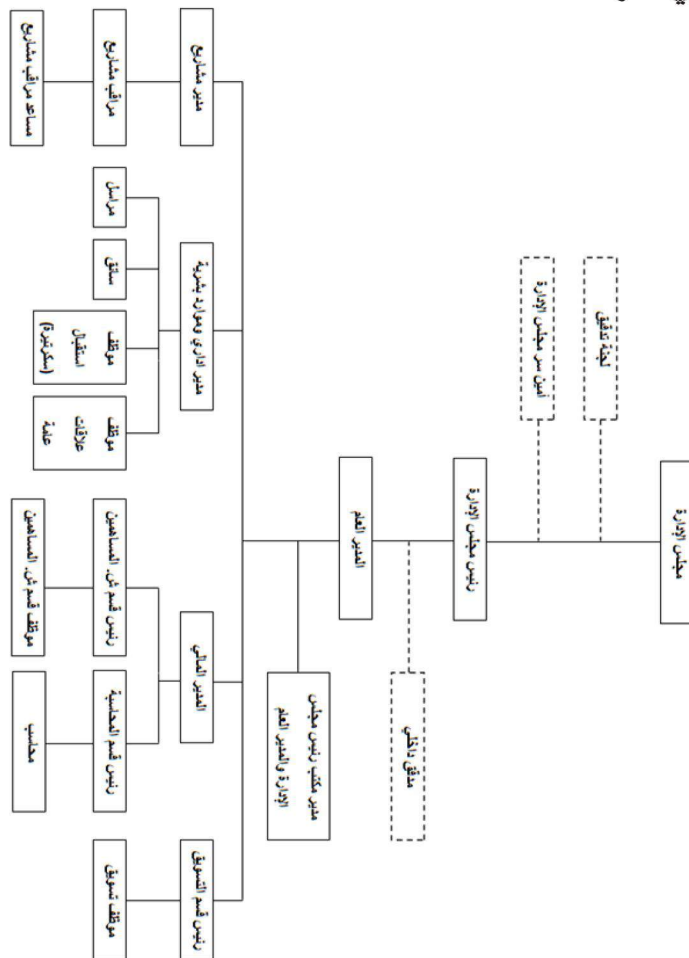 مجلس الإدارة
لجنة تدقيق
أمين سر مجلس الإدارة
رئيس مجلس الإدارة
مدقق داخلي
المدير العام
مدير مكتب رئيس مجلس
الإدارة والمدير العام
مدير مشاريع
مراقب مشاريع
مساعد مراقب مشاريع
مدير اداري وموارد بشرية
مراسل
سائق
موظف
استقبال
(سكرتيرة)
موظف
علاقات
عامة
المدير المالي
رئيس قسم ش. المساهمين
موظف قسم ش. المساهمين
رئيس قسم المحاسبة
محاسب
رئيس قسم التسويق
موظف تسويق